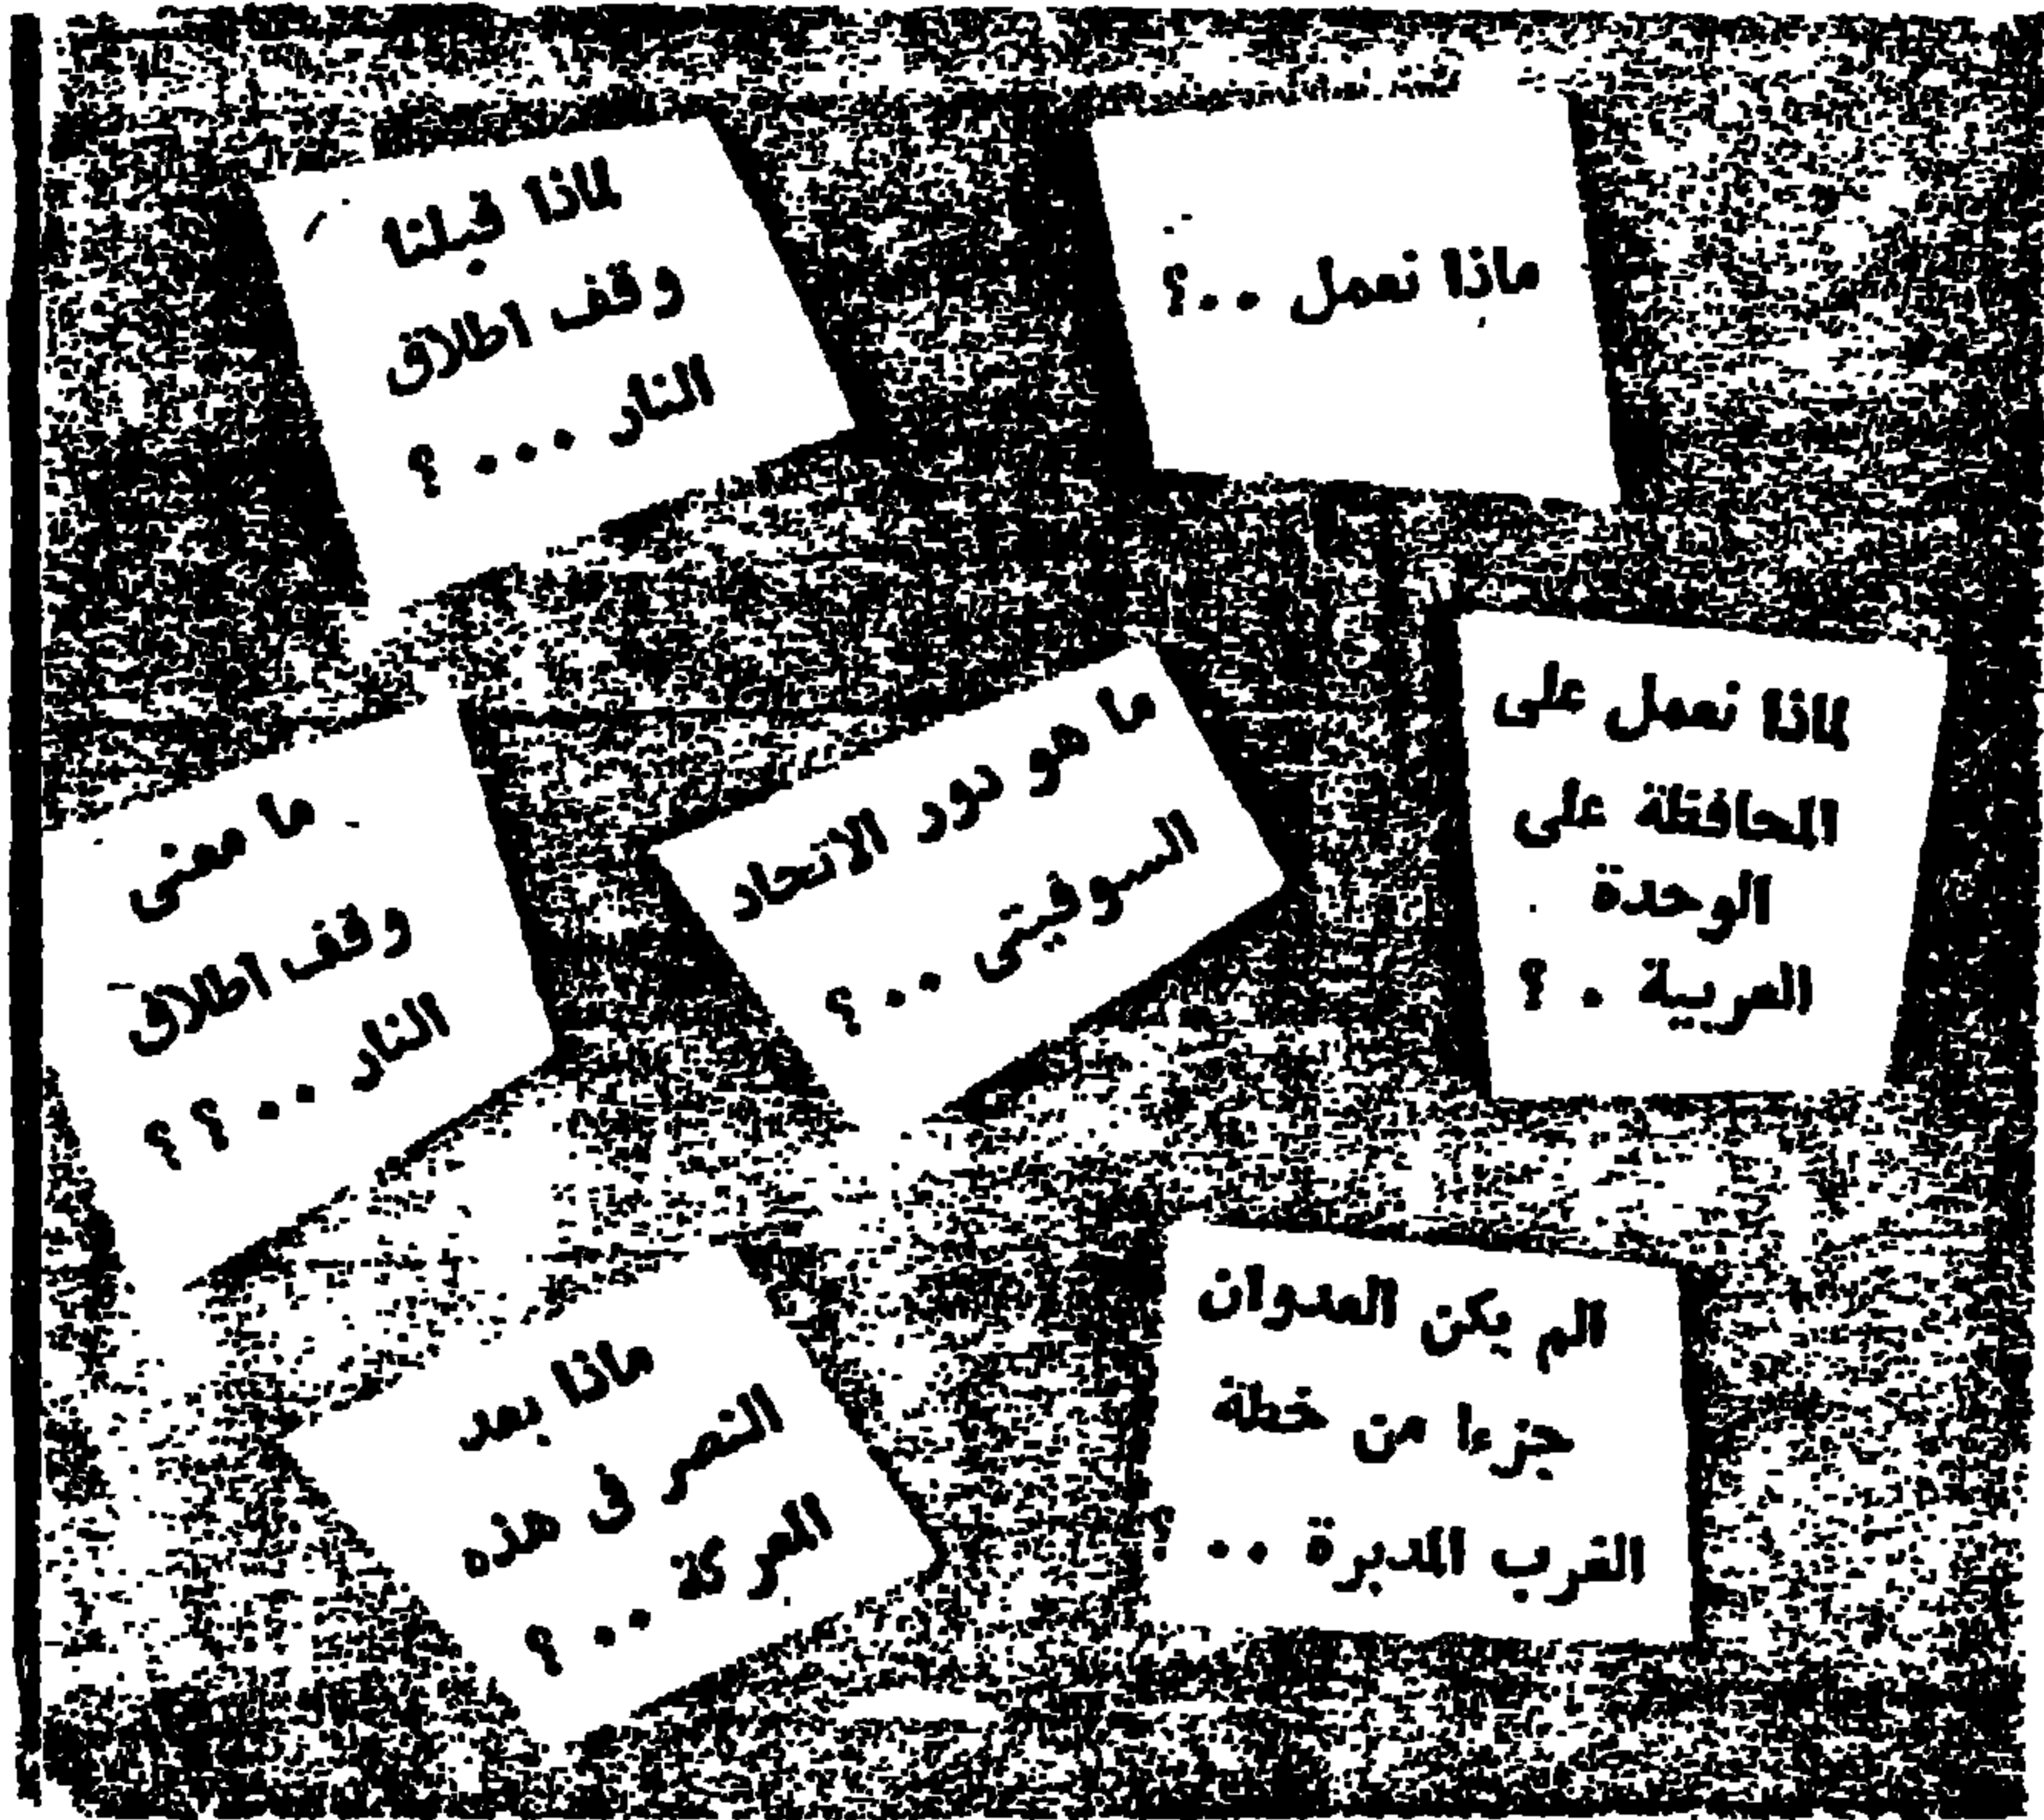 ماذا نعمل ..؟
لماذا قبلنا
وقف اطلاق
النار ... ؟
لماذا نعمل على
المحافظة على
الوحدة
العربية . ؟
ما هو دور الاتحاد
السوفيتى .. ؟
ما معنى
وقف اطلاق
النار .. ؟ ؟
الم يكن العدوان
جزءا من خطة
الغرب المدبرة .. ؟
ماذا بعد
النصر فى هذه
المعركة .. ؟